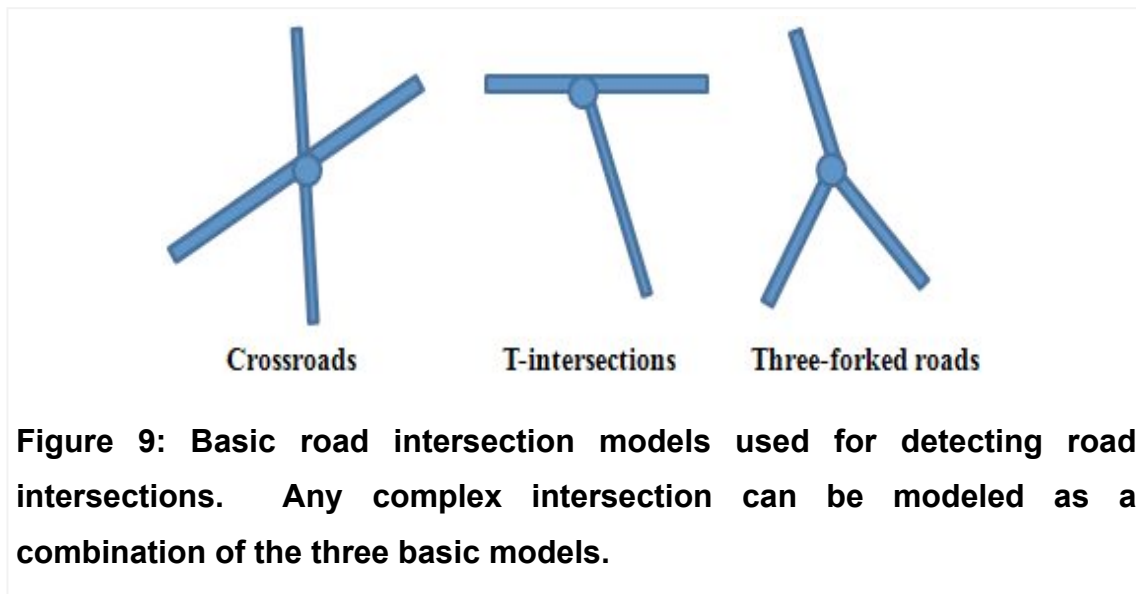 Crossroads T-intersections Three-forked roads
Figure 9: Basic road intersection models used for detecting road
intersections. Any complex intersection can be modeled as a
combination of the three basic models.